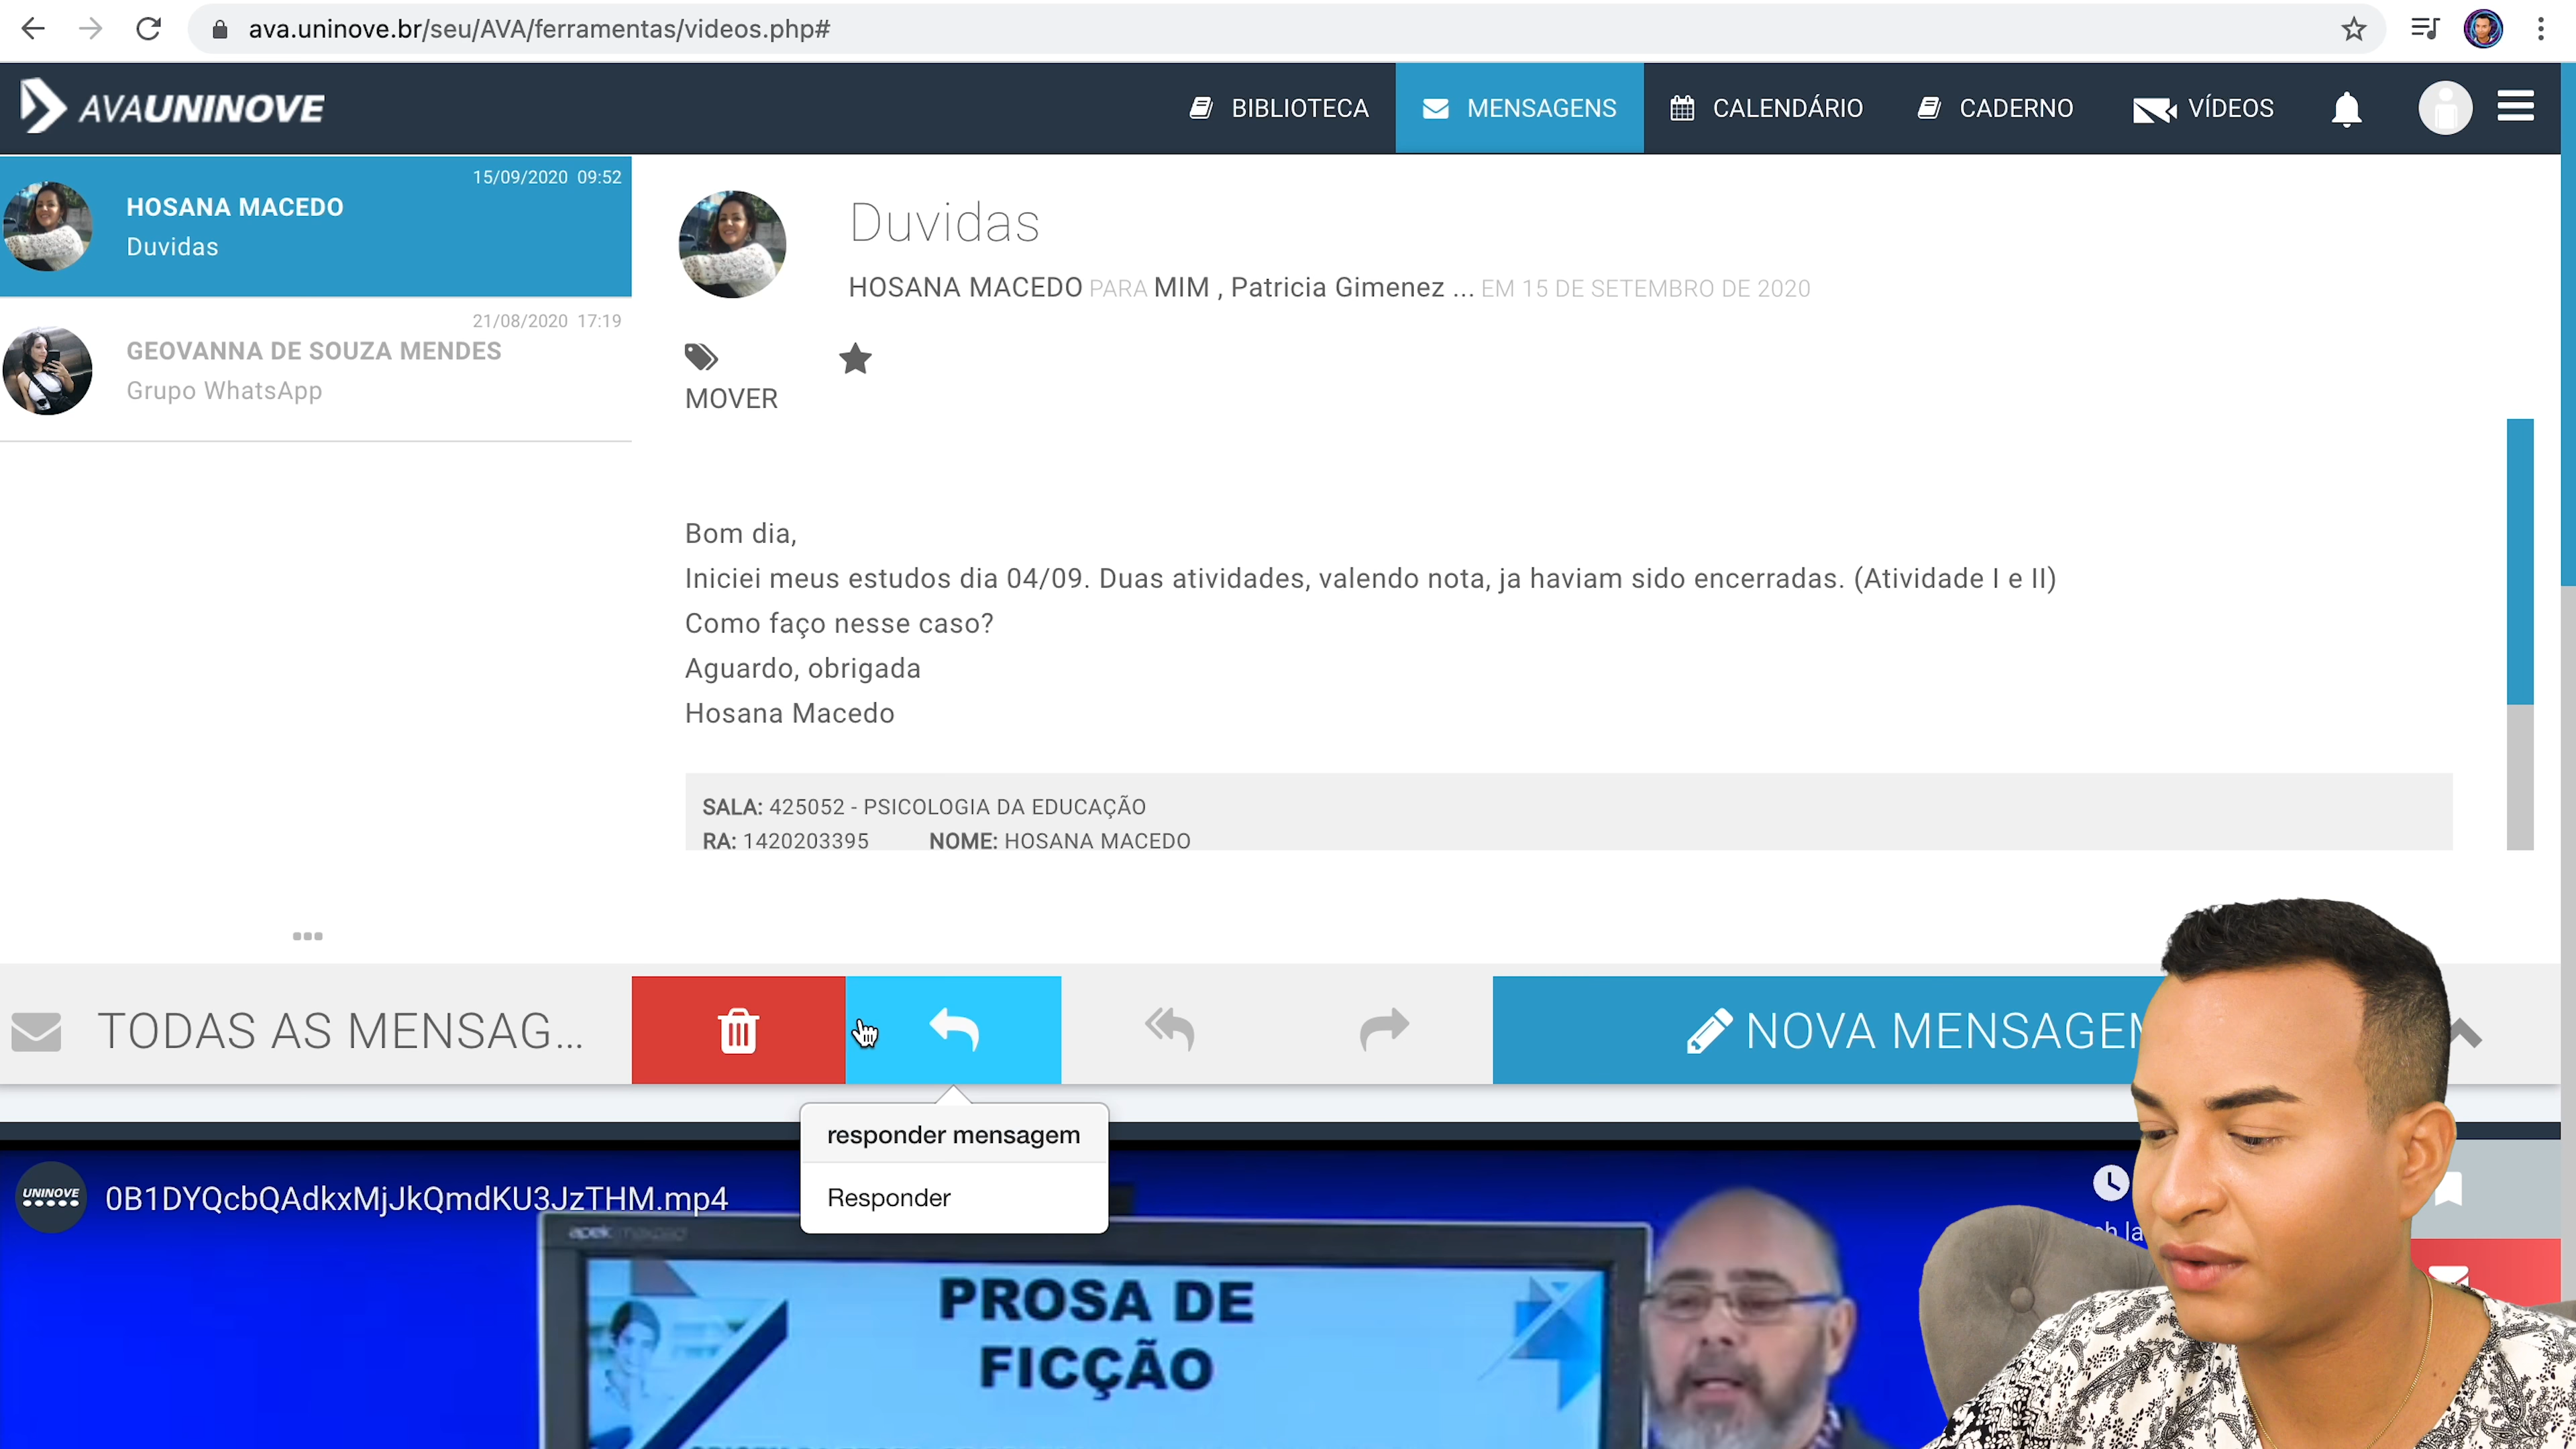 ava.uninove.br/seu/AVA/ferramentas/videos.php#
AVAUNINOVE
BIBLIOTECA
MENSAGENS
CALENDÁRIO
CADERNO
VÍDEOS
15/09/2020 09:52
HOSANA MACEDO
Duvidas
21/08/2020 17:19
GEOVANNA DE SOUZA MENDES
Grupo WhatsApp
Duvidas
HOSANA MACEDO PARA MIM , Patricia Gimenez ... EM 15 DE SETEMBRO DE 2020
MOVER
Bom dia,
Iniciei meus estudos dia 04/09. Duas atividades, valendo nota, ja haviam sido encerradas. (Atividade I e II)
Como faço nesse caso?
Aguardo, obrigada
Hosana Macedo
SALA: 425052 - PSICOLOGIA DA EDUCAÇÃO
RA: 1420203395 NOME: HOSANA MACEDO
TODAS AS MENSAG...
NOVA MENSAGEM
responder mensagem
Responder
UNINOVE
0B1DYQcbQAdkxMjJkQmdKU3JzTHM.mp4
apek
PROSA DE
FICÇÃO